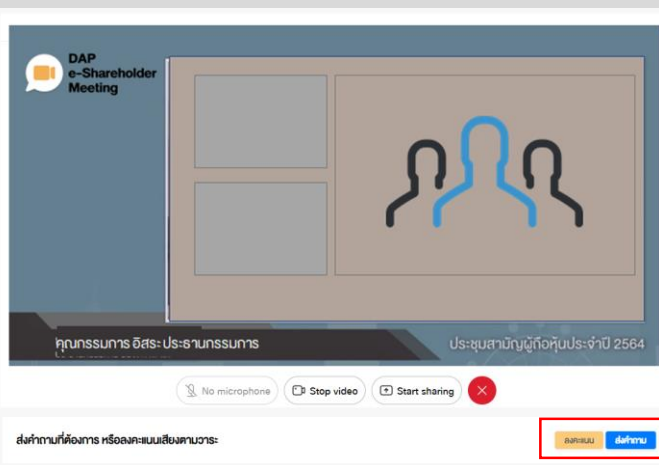 DAP
e-Shareholder
Meeting
คุณกรรมการ อิสระ ประธานกรรมการ
ประชุมสามัญผู้ถือหุ้นประจำปี 2564
No microphone
Stop video
Start sharing
ส่งคำถามที่ต้องการ หรือลงคะแนนเสียงตามวาระ
ลงคะแนน
ส่งคำถาม